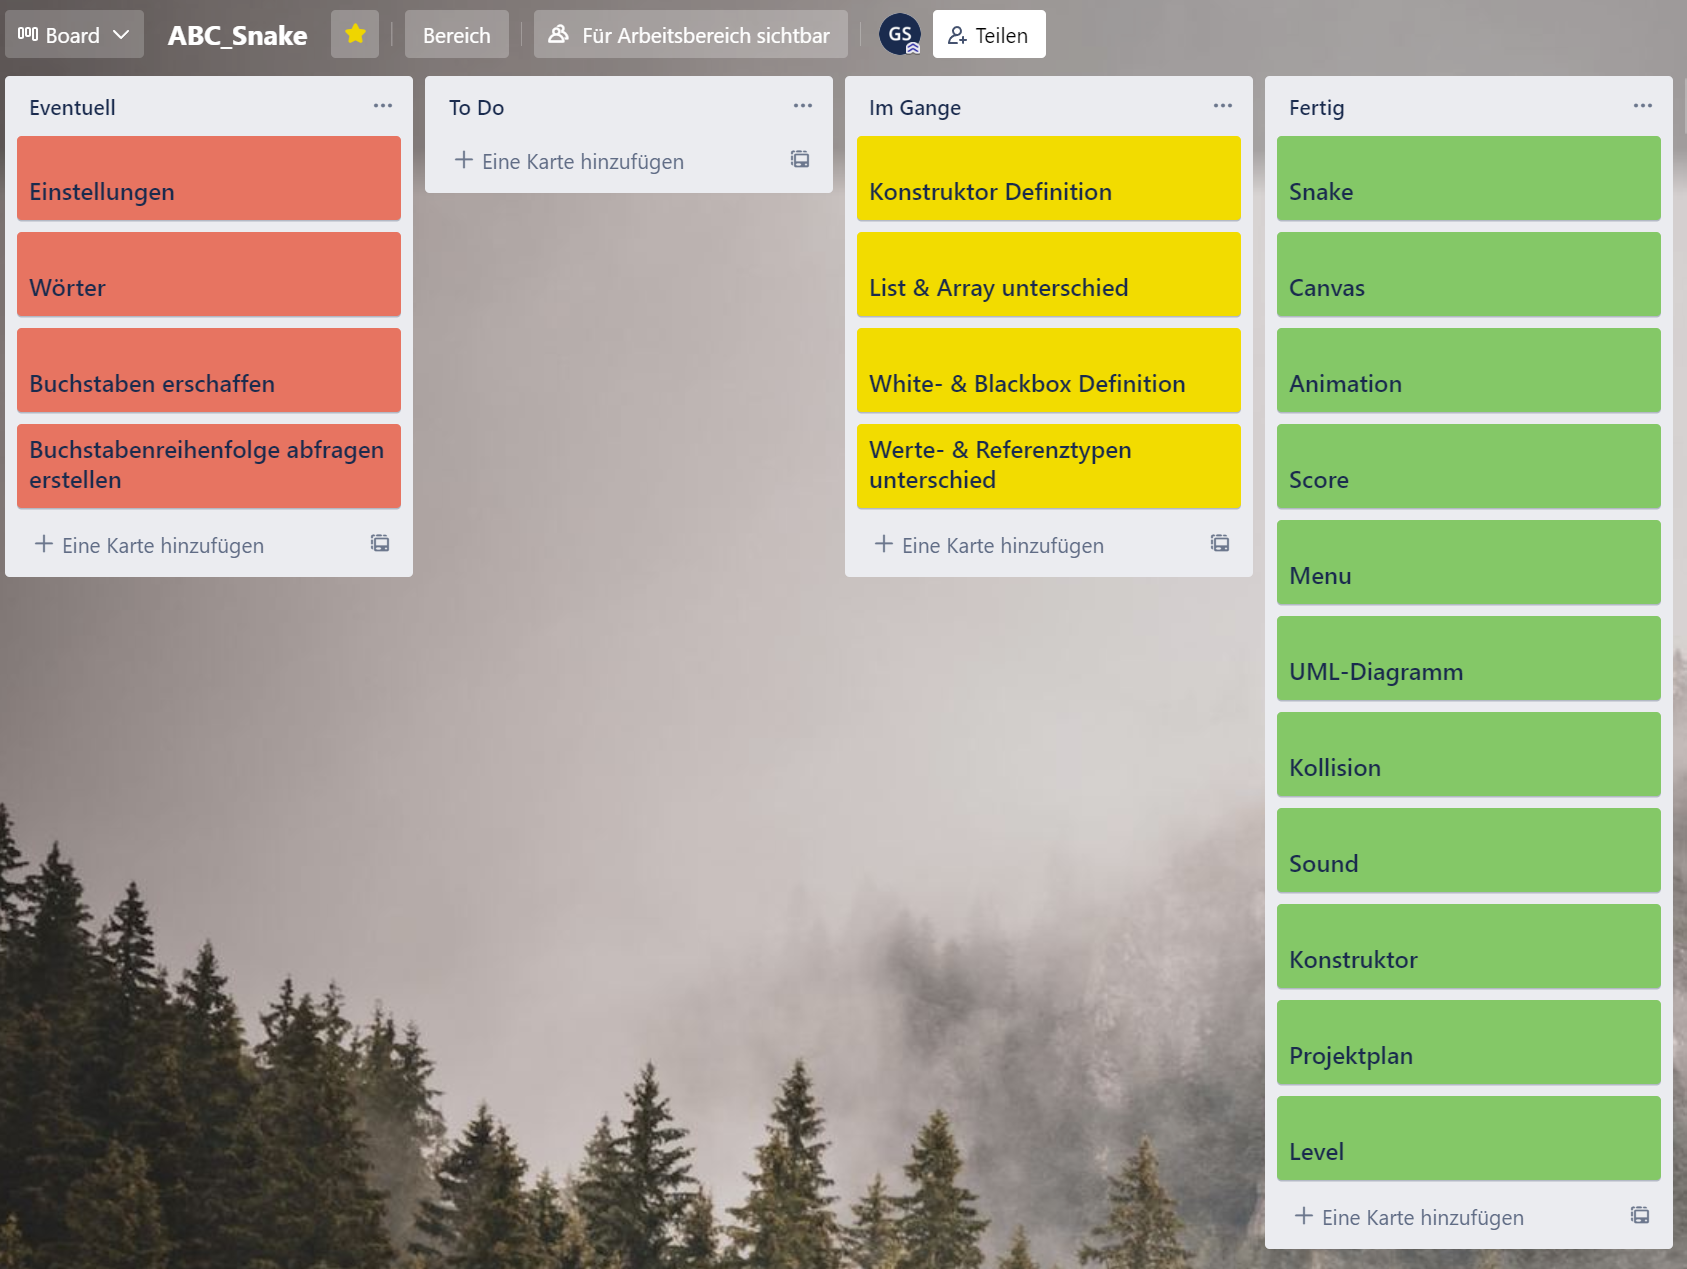 Board
ABC_Snake
Bereich
Für Arbeitsbereich sichtbar
GS
Teilen
Eventuell
Einstellungen
Wörter
Buchstaben erschaffen
Buchstabenreihenfolge abfragen
erstellen
Eine Karte hinzufügen
To Do
Eine Karte hinzufügen
Im Gange
Konstruktor Definition
List & Array unterschied
White- & Blackbox Definition
Werte- & Referenztypen
unterschied
Eine Karte hinzufügen
Fertig
Snake
Canvas
Animation
Score
Menu
UML-Diagramm
Kollision
Sound
Konstruktor
Projektplan
Level
Eine Karte hinzufügen